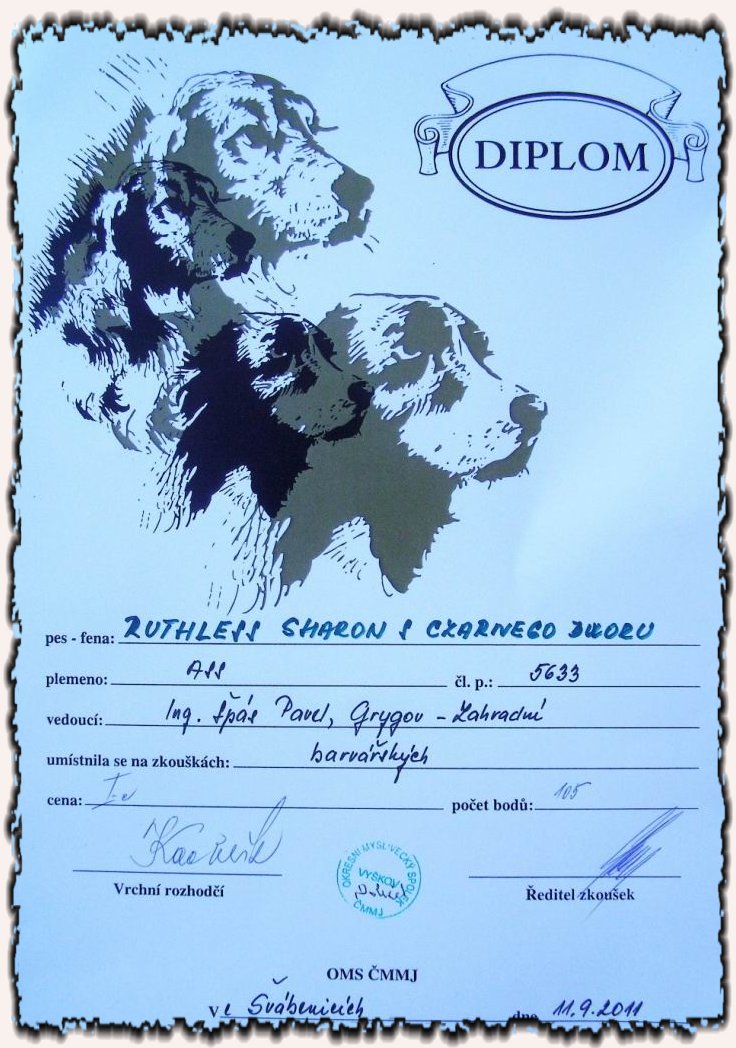 DIPLOM
pes - fena: RUTHLESS SHARON S CZARNEGO DWORU
plemeno: ASS čl. p.: 5633
vedoucí: Ing. Špás Pavel, Grygov - Zahradní
umístnila se na zkouškách: barvářských
cena: I. počet bodů: 105
Vrchní rozhodčí
OKRESNÍ MYSLIVECKÝ SPOLEK
VYŠKOV
ČMMJ
Ředitel zkoušek
OMS ČMMJ
V e Švábenicích dne 11.9.2011